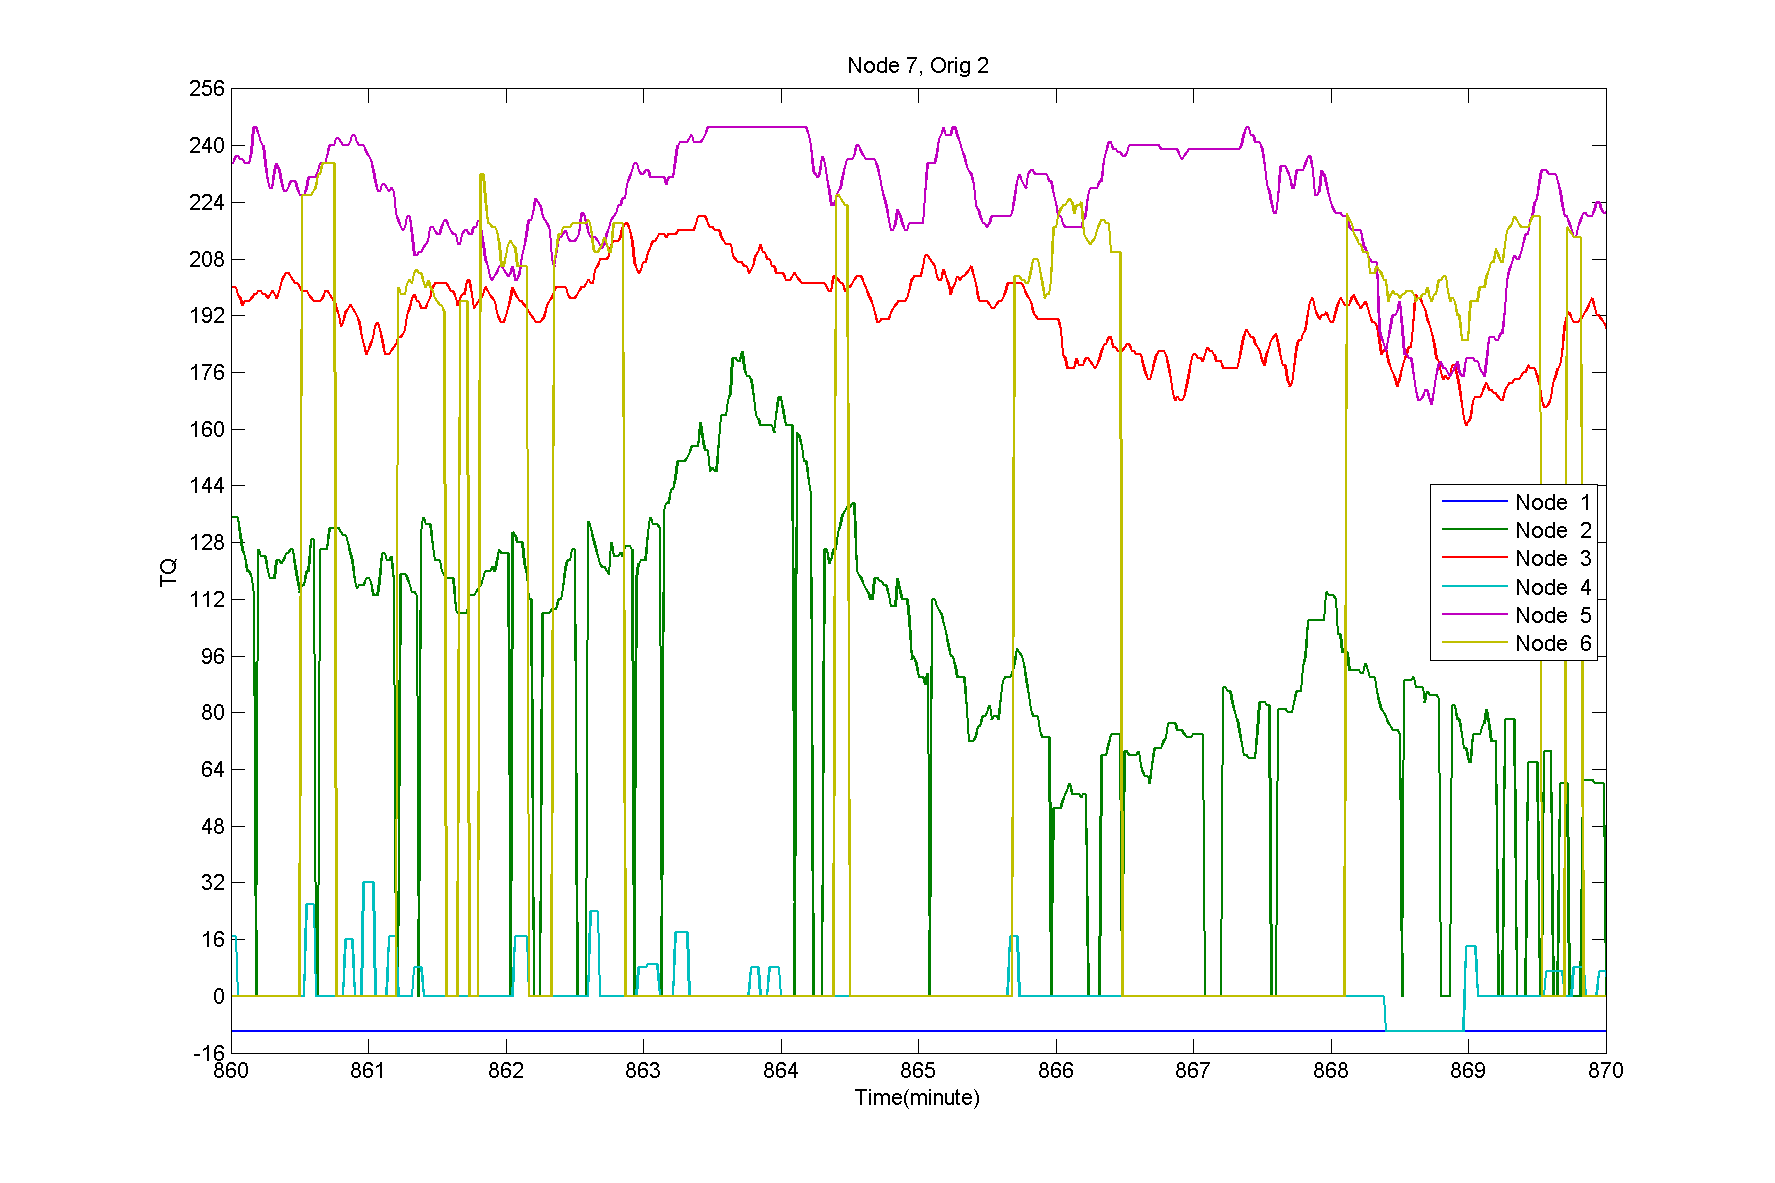 Node 7, Orig 2
256
240
224
208
192
176
160
144
128
112
96
80
64
48
32
16
0
-16
TQ
Node 1
Node 2
Node 3
Node 4
Node 5
Node 6
860 861 862 863 864 865 866 867 868 869 870
Time(minute)